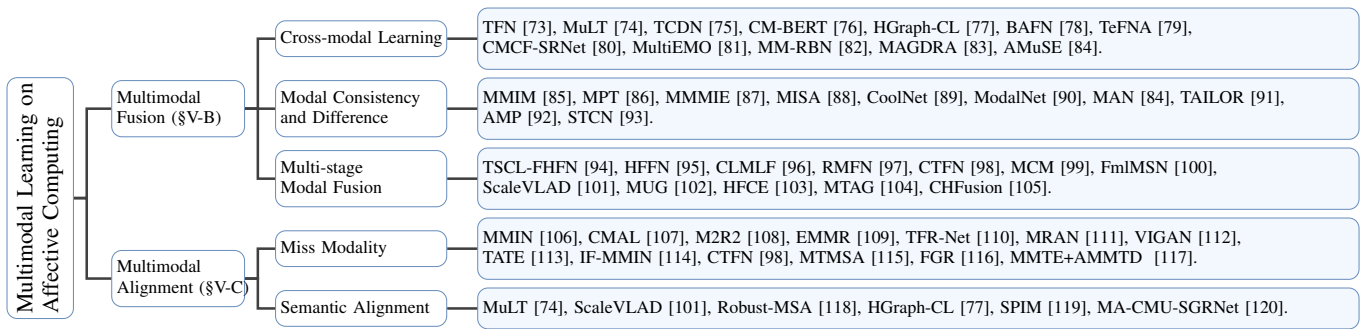 Multimodal Learning on
Affective Computing
Multimodal
Fusion (§V-B)
Cross-modal Learning
TFN [73], MuLT [74], TCDN [75], CM-BERT [76], HGraph-CL [77], BAFN [78], TeFNA [79],
CMCF-SRNet [80], MultiEMO [81], MM-RBN [82], MAGDRA [83], AMuSE [84].
Modal Consistency
and Difference
MMIM [85], MPT [86], MMMIE [87], MISA [88], CoolNet [89], ModalNet [90], MAN [84], TAILOR [91],
AMP [92], STCN [93].
Multi-stage
Modal Fusion
TSCL-FHFN [94], HFFN [95], CLMLF [96], RMFN [97], CTFN [98], MCM [99], FmlMSN [100],
ScaleVLAD [101], MUG [102], HFCE [103], MTAG [104], CHFusion [105].
Multimodal
Alignment (§V-C)
Miss Modality
MMIN [106], CMAL [107], M2R2 [108], EMMR [109], TFR-Net [110], MRAN [111], VIGAN [112],
TATE [113], IF-MMIN [114], CTFN [98], MTMSA [115], FGR [116], MMTE+AMMTD [117].
Semantic Alignment
MuLT [74], ScaleVLAD [101], Robust-MSA [118], HGraph-CL [77], SPIM [119], MA-CMU-SGRNet [120].